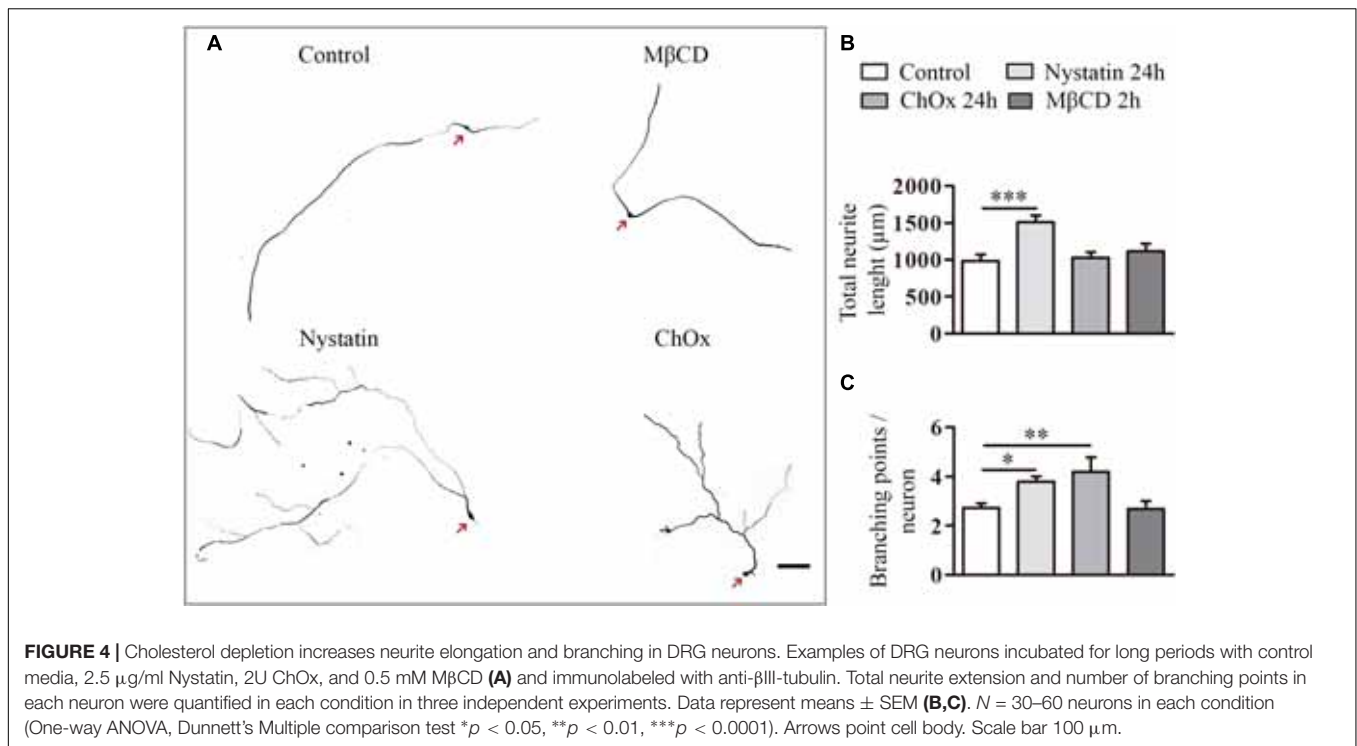 A
Control
MβCD
Nystatin
ChOx
B
Control Nystatin 24h
ChOx 24h MβCD 2h
Total neurite
lenght (µm)
2000
1500
1000
500
0
***
C
Branching points /
neuron
6
4
2
0
**
*
FIGURE 4 | Cholesterol depletion increases neurite elongation and branching in DRG neurons. Examples of DRG neurons incubated for long periods with control
media, 2.5 µg/ml Nystatin, 2U ChOx, and 0.5 mM MβCD (A) and immunolabeled with anti-βIII-tubulin. Total neurite extension and number of branching points in
each neuron were quantified in each condition in three independent experiments. Data represent means ± SEM (B,C). N = 30–60 neurons in each condition
(One-way ANOVA, Dunnett's Multiple comparison test *p < 0.05, **p < 0.01, ***p < 0.0001). Arrows point cell body. Scale bar 100 µm.